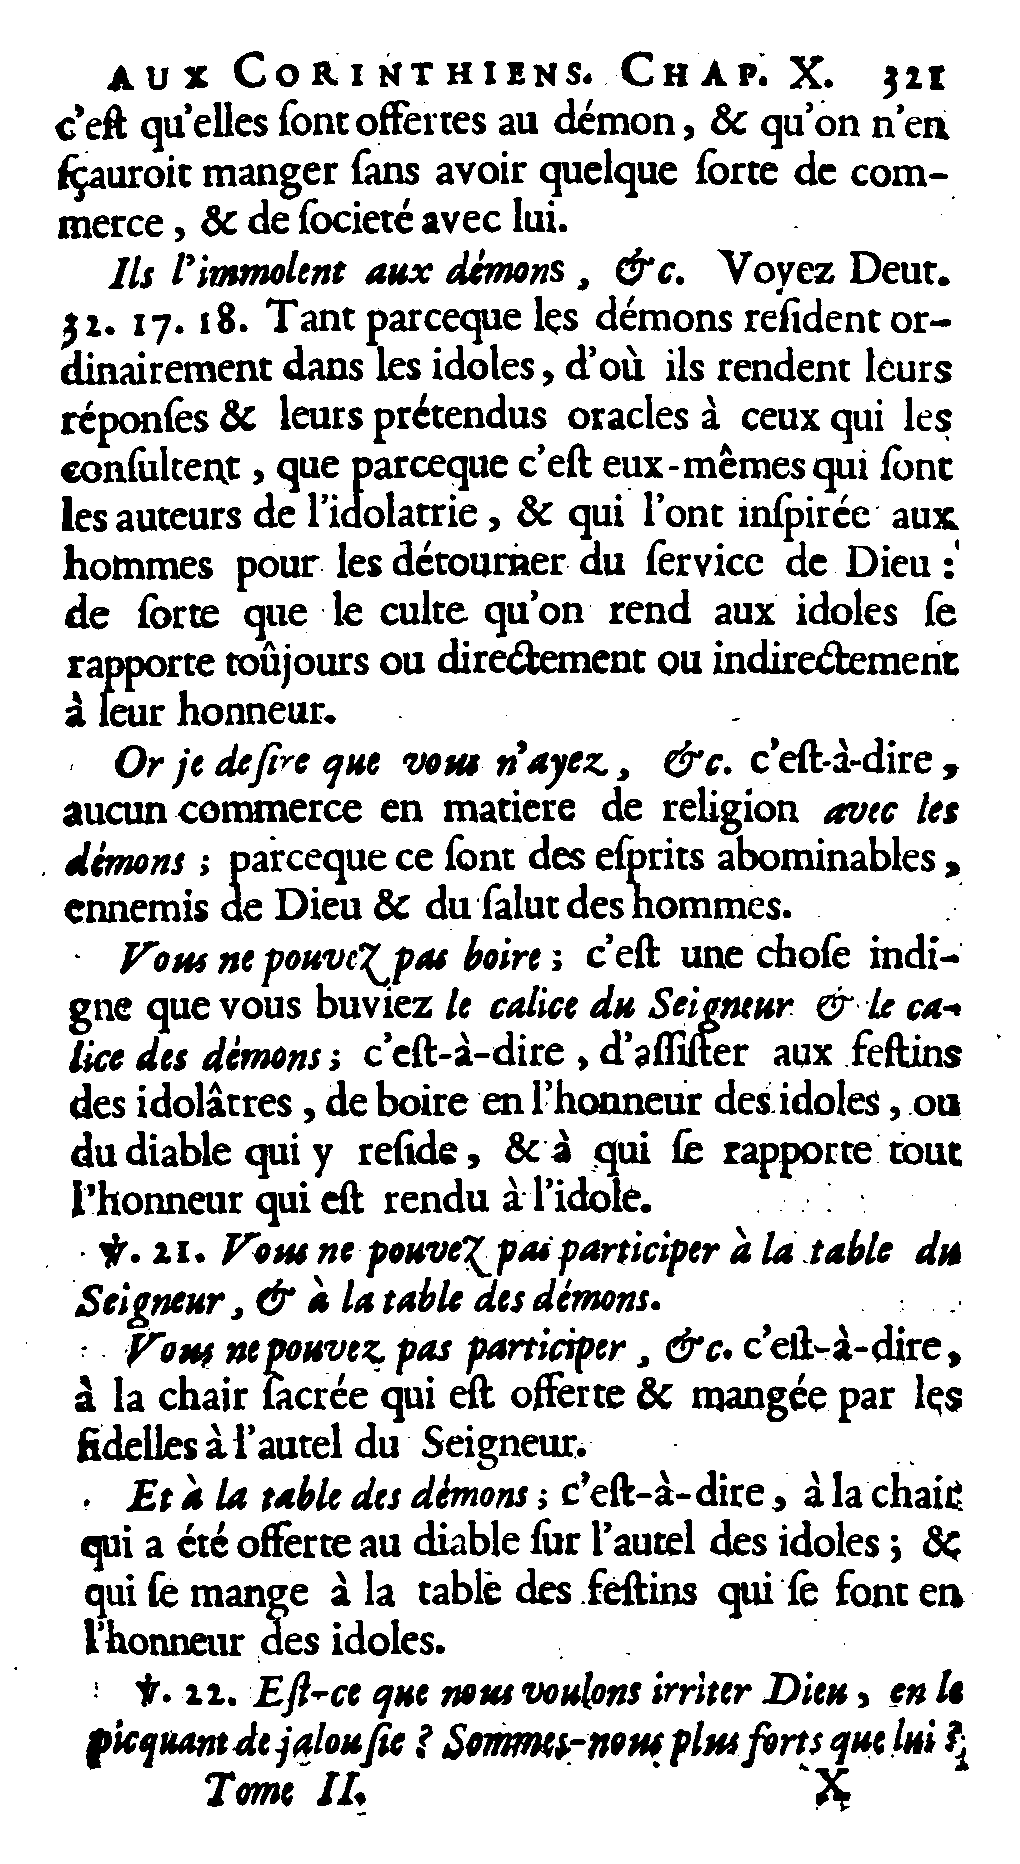 AUX CORINTHIENS. CHAP. X. 321
c'eſt qu'elles ſont offertes au démon, & qu'on n'en
ſçauroit manger ſans avoir quelque ſorte de com-
merce, & de ſocieté avec lui.
Ils l'immolent aux démons, &c. Voyez Deut.
32. 17. 18. Tant parceque les démons reſident or-
dinairement dans les idoles, d'où ils rendent leurs
réponſes & leurs prétendus oracles à ceux qui les
conſultent, que parceque c'eſt eux-mêmes qui ſont
les auteurs de l'idolatrie, & qui l'ont inſpirée aux
hommes pour les détourner du ſervice de Dieu :
de ſorte que le culte qu'on rend aux idoles ſe
rapporte toûjours ou directement ou indirectement
à leur honneur.
Or je deſire que vous n'ayez, &c. c'eſt-à-dire,
aucun commerce en matiere de religion avec les
démons ; parceque ce ſont des eſprits abominables,
ennemis de Dieu & du ſalut des hommes.
Vous ne pouvez pas boire ; c'eſt une choſe indi-
gne que vous buviez le calice du Seigneur & le ca-
lice des démons ; c'eſt-à-dire, d'aſſiſter aux feſtins
des idolâtres, de boire en l'honneur des idoles, ou
du diable qui y reſide, & à qui ſe rapporte tout
l'honneur qui eſt rendu à l'idole.
℣. 21. Vous ne pouvez pas participer à la table du
Seigneur, & à la table des démons.
Vous ne pouvez pas participer, &c. c'eſt-à-dire,
à la chair ſacrée qui eſt offerte & mangée par les
fidelles à l'autel du Seigneur.
Et à la table des démons ; c'eſt-à-dire, à la chair
qui a été offerte au diable ſur l'autel des idoles ; &
qui ſe mange à la table des feſtins qui ſe font en
l'honneur des idoles.
℣. 22. Eſt-ce que nous voulons irriter Dieu, en le
picquant de jalouſie ? Sommes-nous plus forts que lui ?
Tome II. X